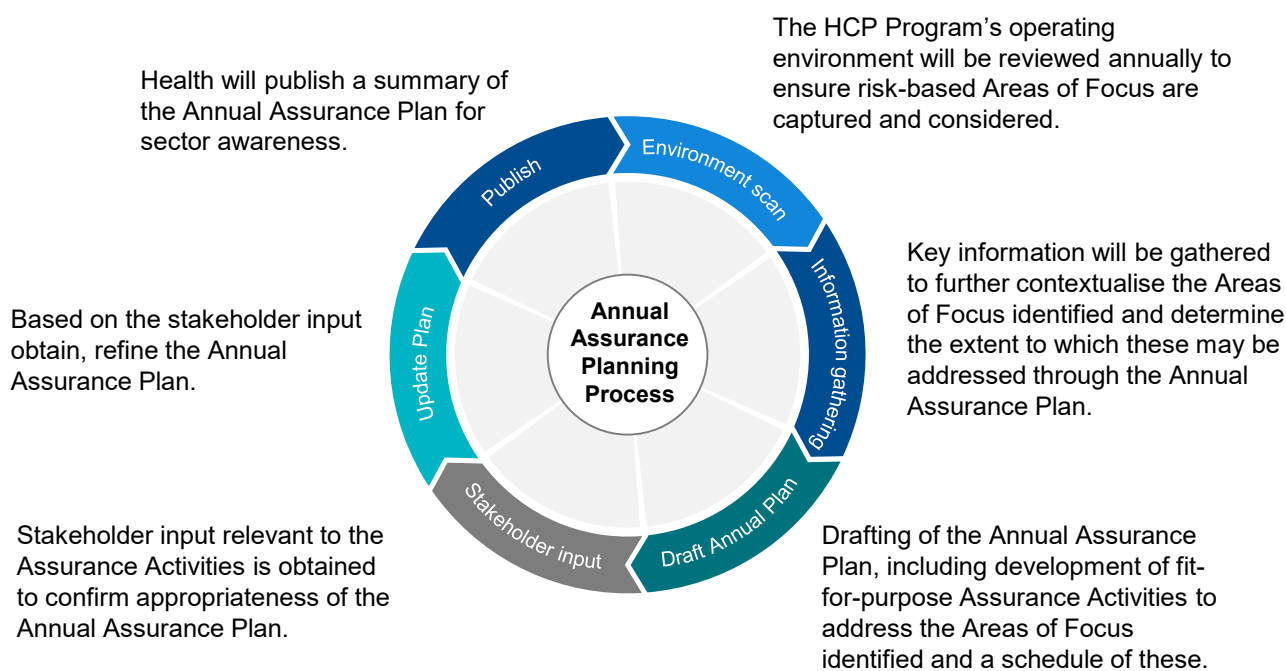 The HCP Program’s operating
environment will be reviewed annually to
ensure risk-based Areas of Focus are
captured and considered.
Health will publish a summary of
the Annual Assurance Plan for
sector awareness.
Publish
Environment scan
Information gathering
Draft Annual Plan
Stakeholder input
Update Plan
Annual
Assurance
Planning
Process
Key information will be gathered
to further contextualise the Areas
of Focus identified and determine
the extent to which these may be
addressed through the Annual
Assurance Plan.
Based on the stakeholder input
obtain, refine the Annual
Assurance Plan.
Stakeholder input relevant to the
Assurance Activities is obtained
to confirm appropriateness of the
Annual Assurance Plan.
Drafting of the Annual Assurance
Plan, including development of fit-
for-purpose Assurance Activities to
address the Areas of Focus
identified and a schedule of these.